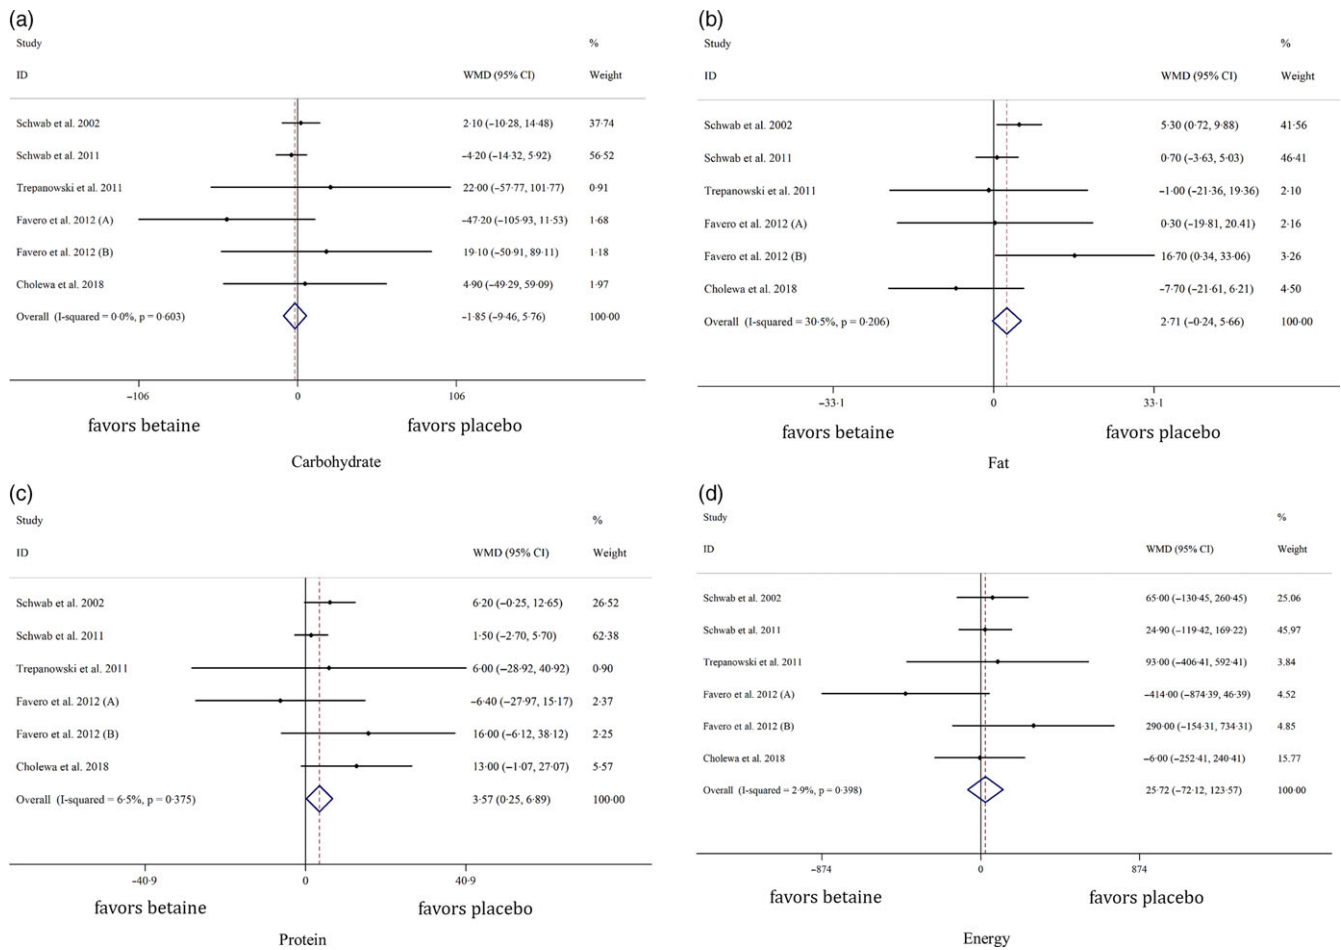 (a)
Study %
ID WMD (95% CI) Weight
Schwab et al. 2002 2·10 (−10·28, 14·48) 37·74
Schwab et al. 2011 −4·20 (−14·32, 5·92) 56·52
Trepanowski et al. 2011 22·00 (−57·77, 101·77) 0·91
Favero et al. 2012 (A) −47·20 (−105·93, 11·53) 1·68
Favero et al. 2012 (B) 19·10 (−50·91, 89·11) 1·18
Cholewa et al. 2018 4·90 (−49·29, 59·09) 1·97
Overall (I-squared = 0·0%, p = 0·603) −1·85 (−9·46, 5·76) 100·00
−106 0 106
favors betaine favors placebo
Carbohydrate
(b)
Study %
ID WMD (95% CI) Weight
Schwab et al. 2002 5·30 (0·72, 9·88) 41·56
Schwab et al. 2011 0·70 (−3·63, 5·03) 46·41
Trepanowski et al. 2011 −1·00 (−21·36, 19·36) 2·10
Favero et al. 2012 (A) 0·30 (−19·81, 20.41) 2·16
Favero et al. 2012 (B) 16·70 (0·34, 33·06) 3·26
Cholewa et al. 2018 −7·70 (−21·61, 6·21) 4·50
Overall (I-squared = 30·5%, p = 0·206) 2·71 (−0·24, 5·66) 100·00
−33·1 0 33·1
favors betaine favors placebo
Fat
(c)
Study %
ID WMD (95% CI) Weight
Schwab et al. 2002 6·20 (−0·25, 12·65) 26·52
Schwab et al. 2011 1·50 (−2·70, 5·70) 62·38
Trepanowski et al. 2011 6·00 (−28·92, 40·92) 0·90
Favero et al. 2012 (A) −6·40 (−27·97, 15·17) 2·37
Favero et al. 2012 (B) 16·00 (−6·12, 38·12) 2·25
Cholewa et al. 2018 13·00 (−1·07, 27·07) 5·57
Overall (I-squared = 6·5%, p = 0·375) 3·57 (0·25, 6·89) 100·00
−40·9 0 40·9
favors betaine favors placebo
Protein
(d)
Study %
ID WMD (95% CI) Weight
Schwab et al. 2002 65·00 (−130·45, 260·45) 25.06
Schwab et al. 2011 24·90 (−119·42, 169·22) 45.97
Trepanowski et al. 2011 93·00 (−406·41, 592·41) 3.84
Favero et al. 2012 (A) −414·00 (−874·39, 46·39) 4.52
Favero et al. 2012 (B) 290·00 (−154·31, 734·31) 4.85
Cholewa et al. 2018 −6·00 (−252·41, 240·41) 15.77
Overall (I-squared = 2·9%, p = 0·398) 25·72 (−72·12, 123·57) 100·00
−874 0 874
favors betaine favors placebo
Energy